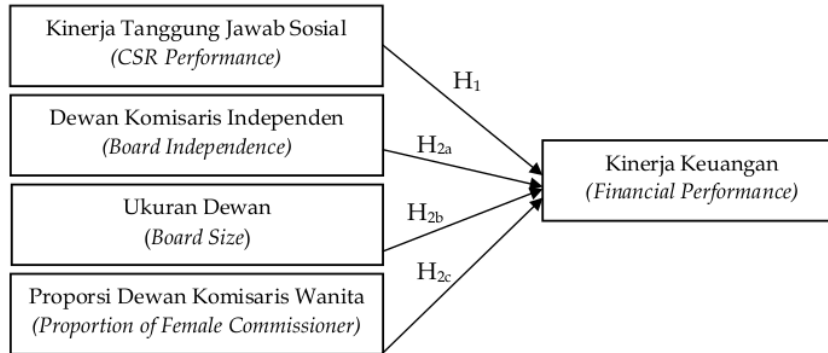 Kinerja Tanggung Jawab Sosial
(CSR Performance)
H1
Dewan Komisaris Independen
(Board Independence)
H2a
Kinerja Keuangan
(Financial Performance)
Ukuran Dewan
(Board Size)
H2b
H2c
Proporsi Dewan Komisaris Wanita
(Proportion of Female Commissioner)